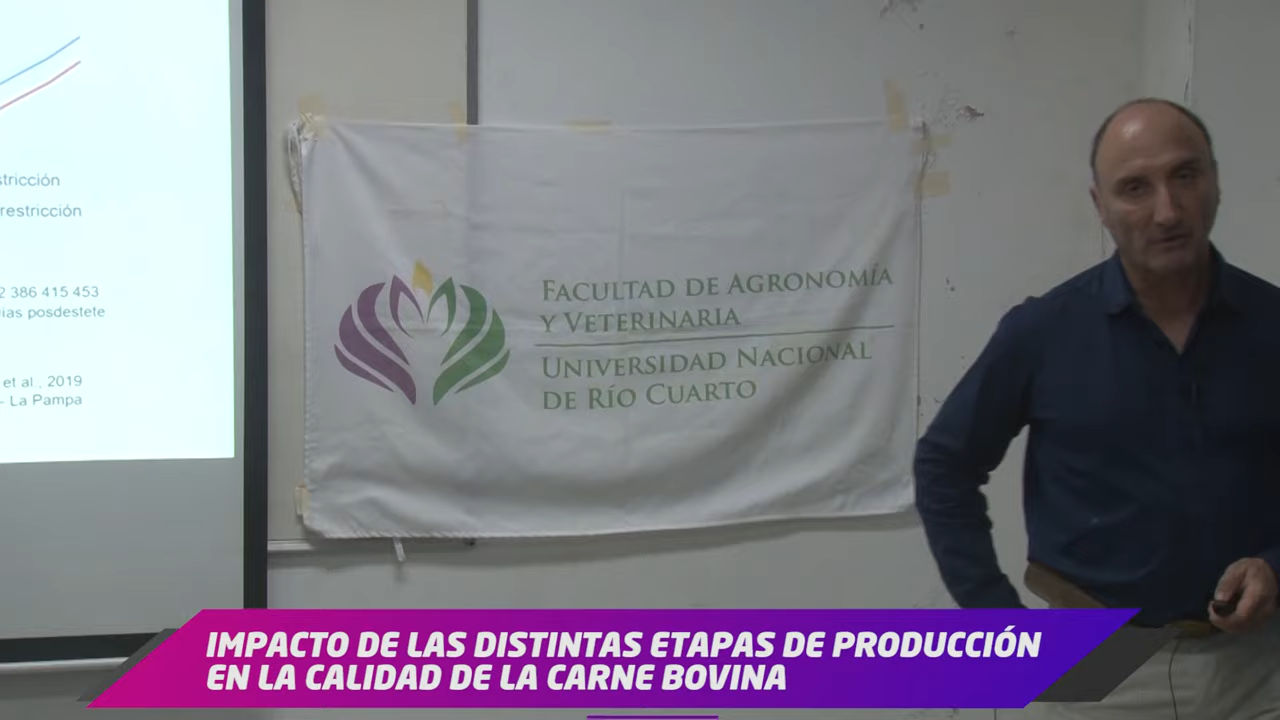 stricción
restricción
2 386 415 453
ias posdestete
et al., 2019
- La Pampa
FACULTAD DE AGRONOMÍA
Y VETERINARIA
UNIVERSIDAD NACIONAL
DE RÍO CUARTO
IMPACTO DE LAS DISTINTAS ETAPAS DE PRODUCCIÓN
EN LA CALIDAD DE LA CARNE BOVINA